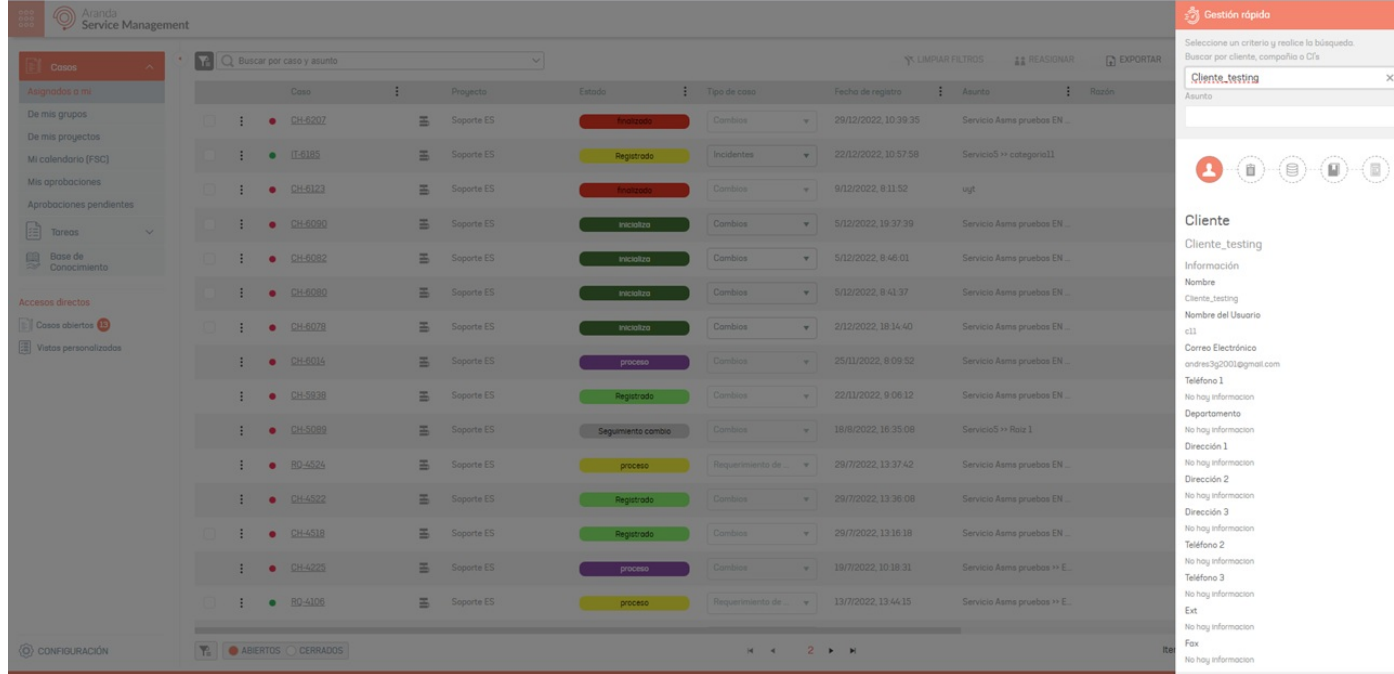 Aranda
Service Management
Gestión rápida
Seleccione un criterio y realice la búsqueda.
Buscar por cliente, compañía o CI's
Cliente_testing
Asunto
Casos
Asignados a mi
De mis grupos
De mis proyectos
Mi calendario (FSC)
Mis aprobaciones
Aprobaciones pendientes
Tareas
Base de
Conocimiento
Accesos directos
Casos abiertos 13
Vistas personalizadas
CONFIGURACIÓN
Buscar por caso y asunto
LIMPIAR FILTROS REASIGNAR EXPORTAR
Caso Proyecto Estado Tipo de caso Fecha de registro Asunto Razón
CH-6207 Soporte ES finalizado Cambios 29/12/2022, 10:39:35 Servicio Asms pruebas EN ...
IT-6185 Soporte ES Registrado Incidentes 22/12/2022, 10:57:58 Servicio5 >> categoria11
CH-6123 Soporte ES finalizado Cambios 9/12/2022, 8:11:52 uyt
CH-6090 Soporte ES inicializa Cambios 5/12/2022, 19:37:39 Servicio Asms pruebas EN ...
CH-6082 Soporte ES inicializa Cambios 5/12/2022, 8:46:01 Servicio Asms pruebas EN ...
CH-6080 Soporte ES inicializa Cambios 5/12/2022, 8:41:37 Servicio Asms pruebas EN ...
CH-6078 Soporte ES inicializa Cambios 2/12/2022, 18:14:40 Servicio Asms pruebas EN ...
CH-6014 Soporte ES proceso Cambios 25/11/2022, 8:09:52 Servicio Asms pruebas EN ...
CH-5938 Soporte ES Registrado Cambios 22/11/2022, 9:06:12 Servicio Asms pruebas EN ...
CH-5089 Soporte ES Seguimiento cambio Cambios 18/8/2022, 16:35:08 Servicio5 >> Raiz 1
RQ-4524 Soporte ES proceso Requerimiento de ... 29/7/2022, 13:37:42 Servicio Asms pruebas EN ...
CH-4522 Soporte ES Registrado Cambios 29/7/2022, 13:36:08 Servicio Asms pruebas EN ...
CH-4518 Soporte ES Registrado Cambios 29/7/2022, 13:16:18 Servicio Asms pruebas EN ...
CH-4225 Soporte ES proceso Cambios 19/7/2022, 10:18:31 Servicio Asms pruebas >> E...
RQ-4106 Soporte ES proceso Requerimiento de ... 13/7/2022, 13:44:15 Servicio Asms pruebas >> E...
ABIERTOS CERRADOS
2
Cliente
Cliente_testing
Información
Nombre
Cliente_testing
Nombre del Usuario
c11
Correo Electrónico
andres3g2001@gmail.com
Teléfono 1
No hay informacion
Departamento
No hay informacion
Dirección 1
No hay informacion
Dirección 2
No hay informacion
Dirección 3
No hay informacion
Teléfono 2
No hay informacion
Teléfono 3
No hay informacion
Ext
No hay informacion
Fax
No hay informacion